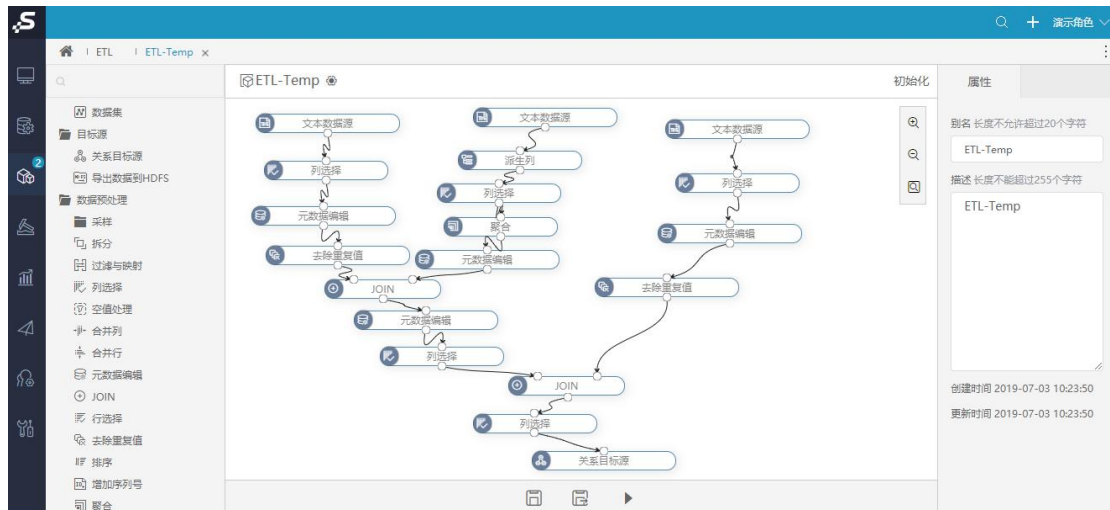 S
演示角色
ETL
ETL-Temp ×
2
数据集
目标源
关系目标源
导出数据到HDFS
数据预处理
采样
拆分
过滤与映射
列选择
空值处理
合并列
合并行
元数据编辑
JOIN
行选择
去除重复值
排序
增加序列号
聚合
ETL-Temp
初始化
文本数据源
文本数据源
文本数据源
派生列
列选择
列选择
列选择
元数据编辑
聚合
元数据编辑
去除重复值
元数据编辑
JOIN
去除重复值
元数据编辑
列选择
JOIN
列选择
关系目标源
属性
别名 长度不允许超过20个字符
ETL-Temp
描述 长度不能超过255个字符
ETL-Temp
创建时间 2019-07-03 10:23:50
更新时间 2019-07-03 10:23:50